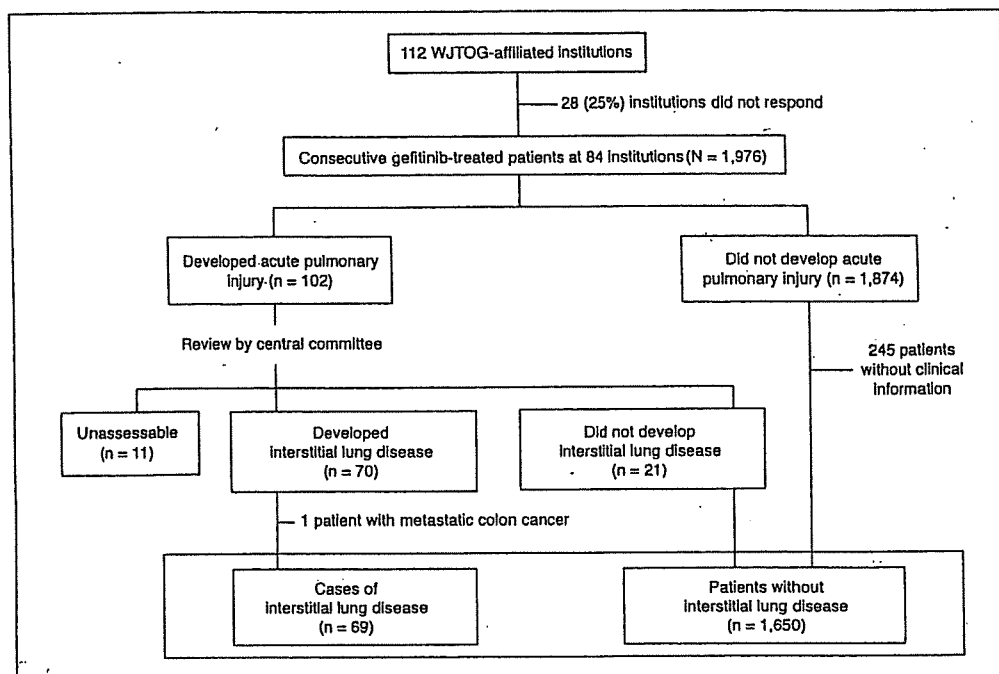 112 WJTOG-affiliated institutions
28 (25%) institutions did not respond
Consecutive gefitinib-treated patients at 84 institutions (N = 1,976)
Developed acute pulmonary
injury (n = 102)
Did not develop acute
pulmonary injury (n = 1,874)
Review by central committee
245 patients
without clinical
information
Unassessable
(n = 11)
Developed
interstitial lung disease
(n = 70)
Did not develop
interstitial lung disease
(n = 21)
1 patient with metastatic colon cancer
Cases of
interstitial lung disease
(n = 69)
Patients without
interstitial lung disease
(n = 1,650)